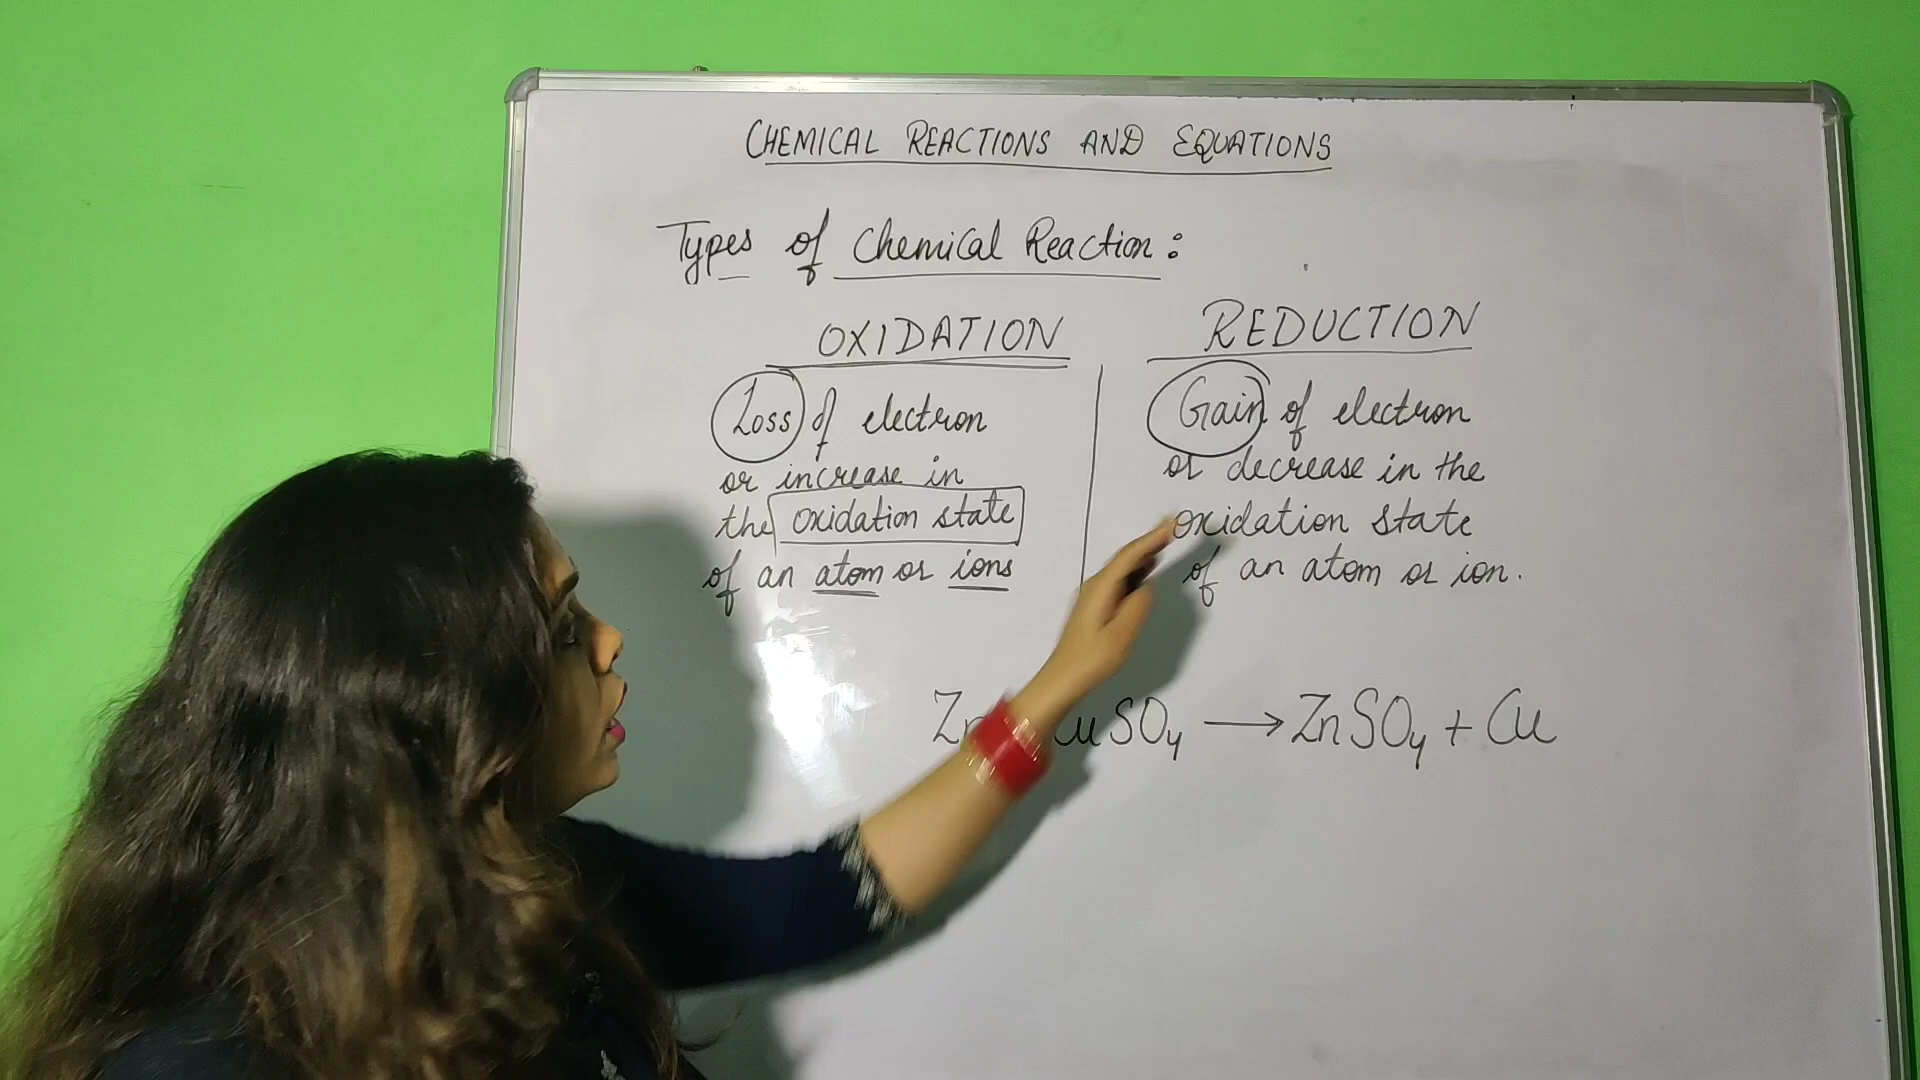 CHEMICAL REACTIONS AND EQUATIONS
Types of Chemical Reaction:
OXIDATION
Loss of electron
or increase in
the oxidation state
of an atom or ions
REDUCTION
Gain of electron
or decrease in the
oxidation state
of an atom or ion.
Zn uSO4 → ZnSO4 + Cu